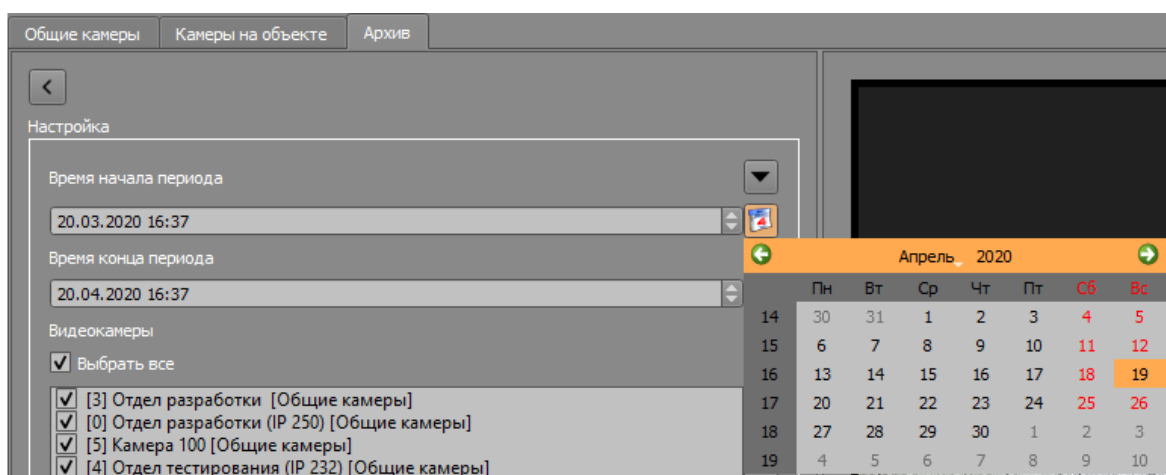 Общие камеры Камеры на объекте Архив
Настройка
Время начала периода
20.03.2020 16:37
Время конца периода
20.04.2020 16:37
Видеокамеры
Выбрать все
[3] Отдел разработки [Общие камеры]
[0] Отдел разработки (IP 250) [Общие камеры]
[5] Камера 100 [Общие камеры]
[4] Отдел тестирования (IP 232) [Общие камеры]
4
Апрель 2020
Пн Вт Ср Чт Пт Сб Вс
14 30 31 1 2 3 4 5
15 6 7 8 9 10 11 12
16 13 14 15 16 17 18 19
17 20 21 22 23 24 25 26
18 27 28 29 30 1 2 3
19 4 5 6 7 8 9 10